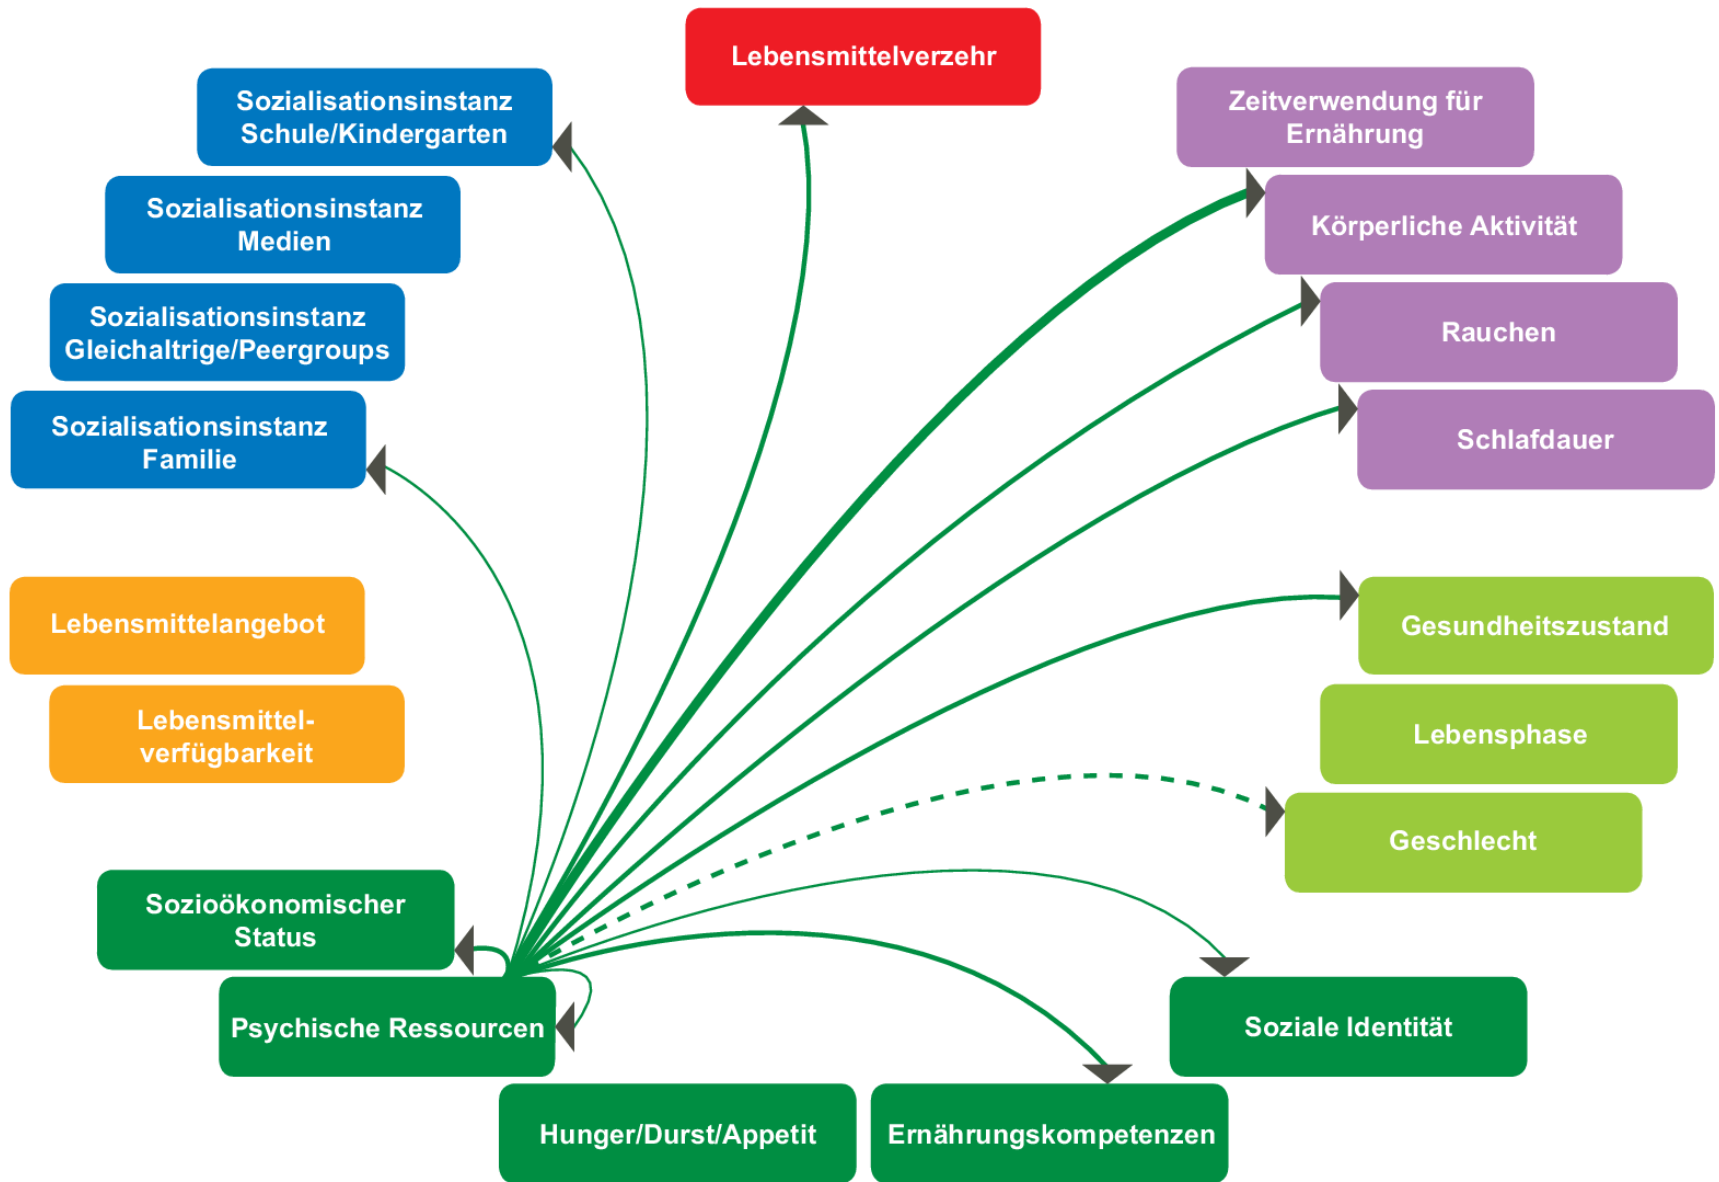 Lebensmittelverzehr
Sozialisationsinstanz
Schule/Kindergarten
Sozialisationsinstanz
Medien
Sozialisationsinstanz
Gleichaltrige/Peergroups
Sozialisationsinstanz
Familie
Lebensmittelangebot
Lebensmittel-
verfügbarkeit
Sozioökonomischer
Status
Psychische Ressourcen
Hunger/Durst/Appetit
Ernährungskompetenzen
Soziale Identität
Zeitverwendung für
Ernährung
Körperliche Aktivität
Rauchen
Schlafdauer
Gesundheitszustand
Lebensphase
Geschlecht